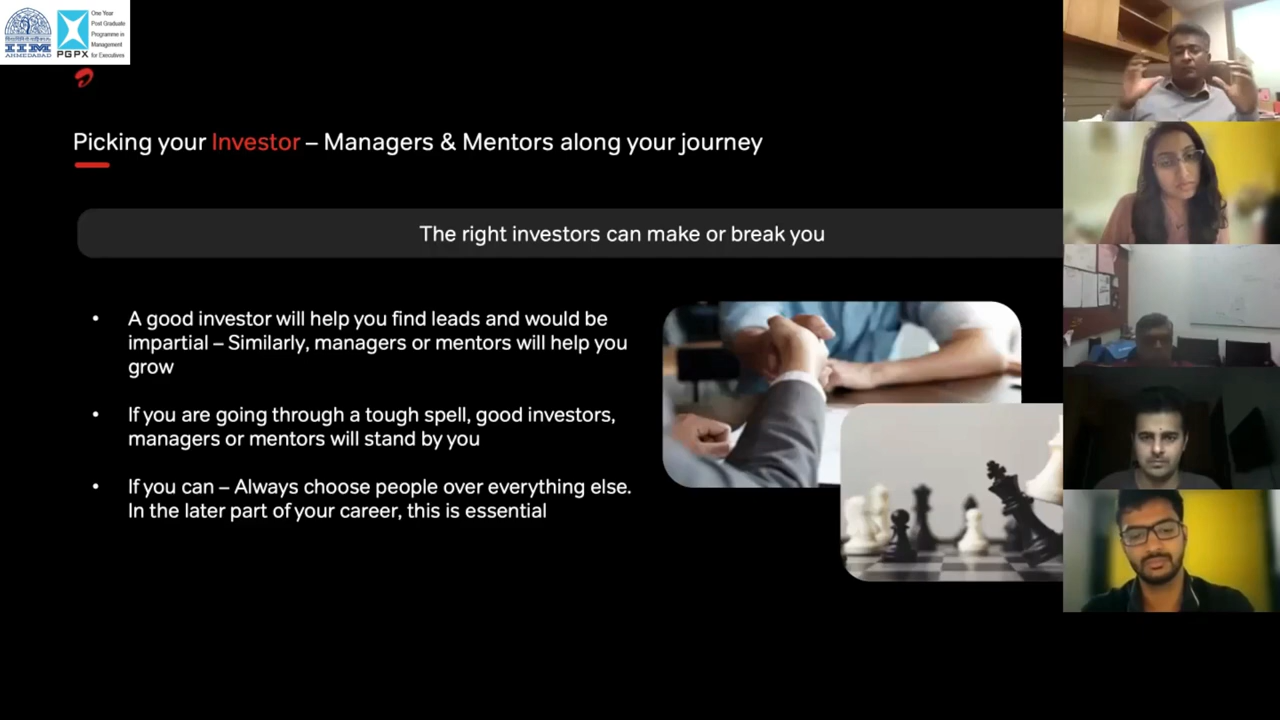 IIM
AHMEDABAD
PGPX
One Year
Post Graduate
Programme in
Management
for Executives
Picking your Investor – Managers & Mentors along your journey
The right investors can make or break you
• A good investor will help you find leads and would be
impartial – Similarly, managers or mentors will help you
grow
• If you are going through a tough spell, good investors,
managers or mentors will stand by you
• If you can – Always choose people over everything else.
In the later part of your career, this is essential